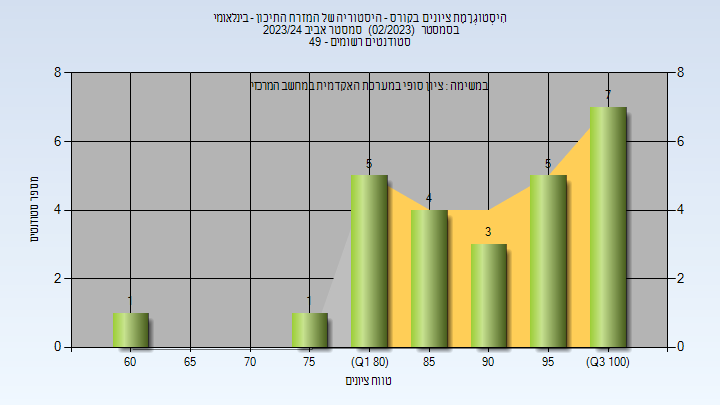 היסטוגרמת ציונים בקורס - היסטוריה של המזרח התיכון - בינלאומי
בסמסטר (02/2023) סמסטר אביב 2023/24
סטודנטים רשומים - 49
במשימה : ציון סופי במערכת האקדמית במחשב המרכזי
8 8
7
6 6
5 5
4 4 4
3
2 2
1 1
0 0
60 65 70 75 (Q1 80) 85 90 95 (Q3 100)
מספר סטודנטים
טווח ציונים